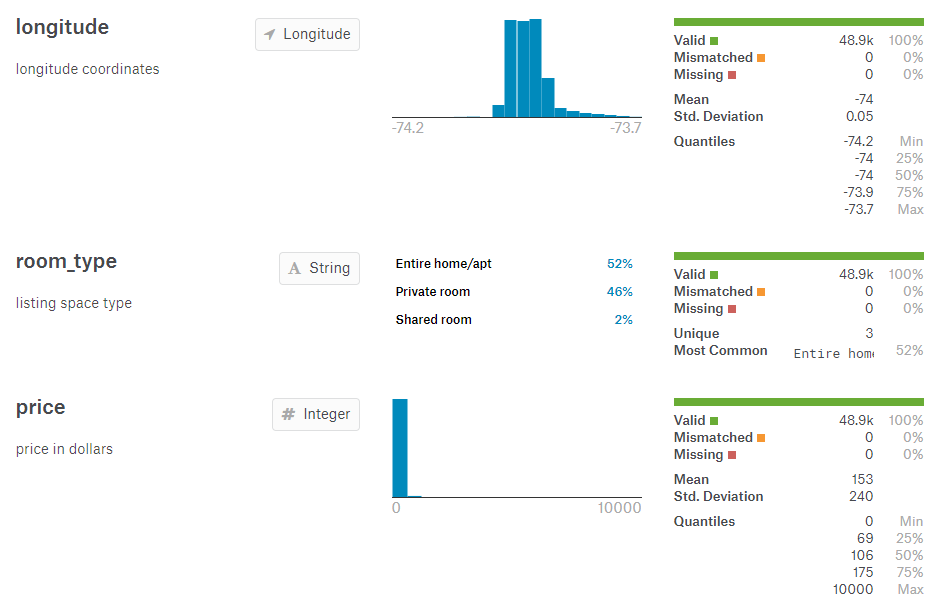 longitude
Longitude
longitude coordinates
-74.2 -73.7
Valid 48.9k 100%
Mismatched 0 0%
Missing 0 0%
Mean -74
Std. Deviation 0.05
Quantiles -74.2 Min
-74 25%
-74 50%
-73.9 75%
-73.7 Max
room_type
A String
listing space type
Entire home/apt 52%
Private room 46%
Shared room 2%
Valid 48.9k 100%
Mismatched 0 0%
Missing 0 0%
Unique 3
Most Common Entire home 52%
price
# Integer
price in dollars
0 10000
Valid 48.9k 100%
Mismatched 0 0%
Missing 0 0%
Mean 153
Std. Deviation 240
Quantiles 0 Min
69 25%
106 50%
175 75%
10000 Max